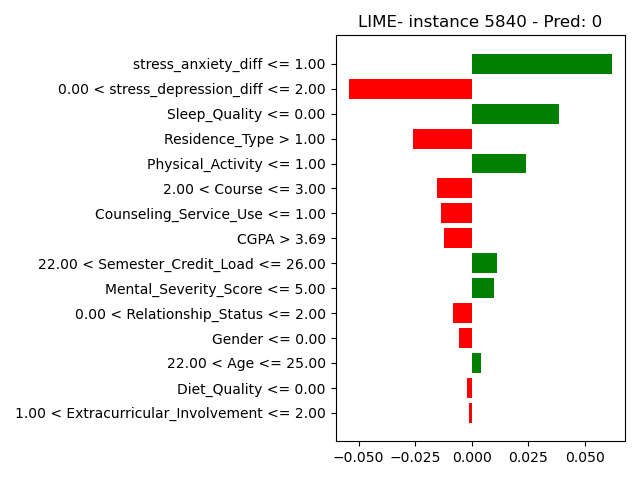 LIME- instance 5840 - Pred: 0
stress_anxiety_diff <= 1.00
0.00 < stress_depression_diff <= 2.00
Sleep_Quality <= 0.00
Residence_Type > 1.00
Physical_Activity <= 1.00
2.00 < Course <= 3.00
Counseling_Service_Use <= 1.00
CGPA > 3.69
22.00 < Semester_Credit_Load <= 26.00
Mental_Severity_Score <= 5.00
0.00 < Relationship_Status <= 2.00
Gender <= 0.00
22.00 < Age <= 25.00
Diet_Quality <= 0.00
1.00 < Extracurricular_Involvement <= 2.00
−0.050 −0.025 0.000 0.025 0.050